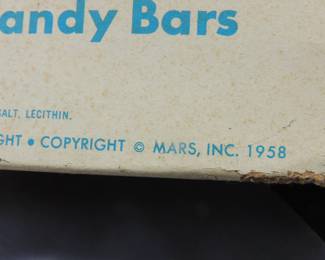 andy Bars
SALT, LECITHIN.
GHT • COPYRIGHT © MARS, INC. 1958